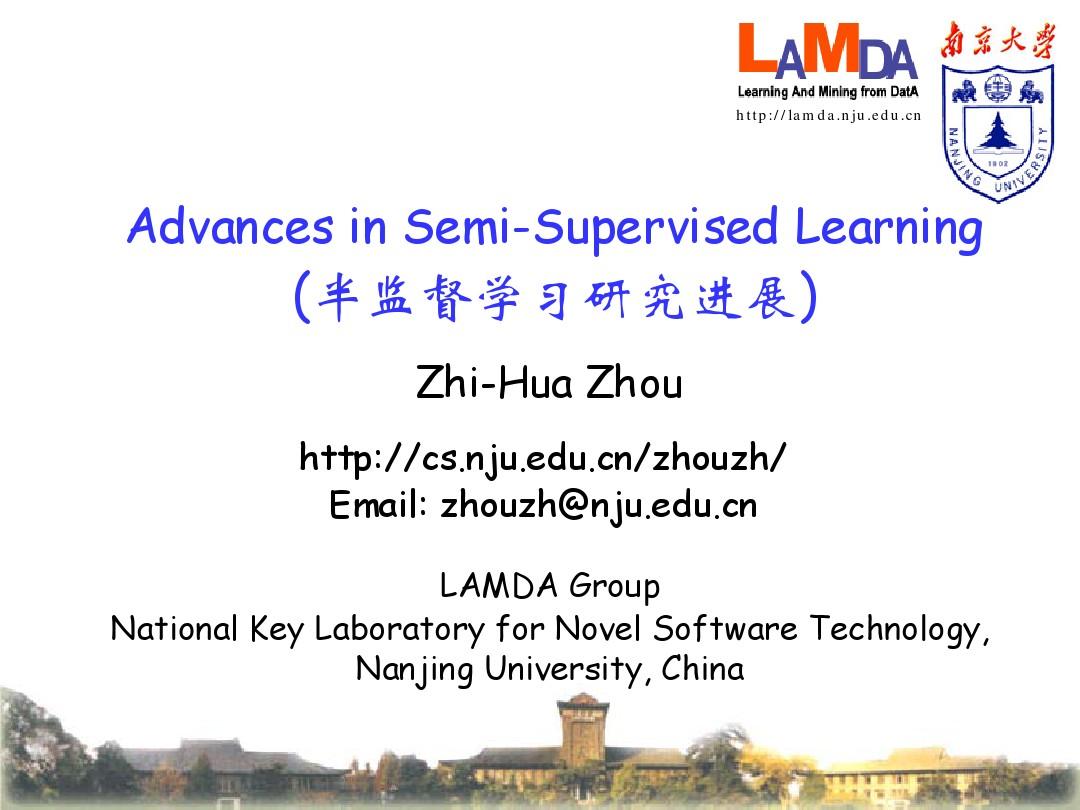 LAMDA
Learning And Mining from DatA
http://lamda.nju.edu.cn
南京大学
NANJING UNIVERSITY
1902
Advances in Semi-Supervised Learning
(半监督学习研究进展)
Zhi-Hua Zhou
http://cs.nju.edu.cn/zhouzh/
Email: zhouzh@nju.edu.cn
LAMDA Group
National Key Laboratory for Novel Software Technology,
Nanjing University, China